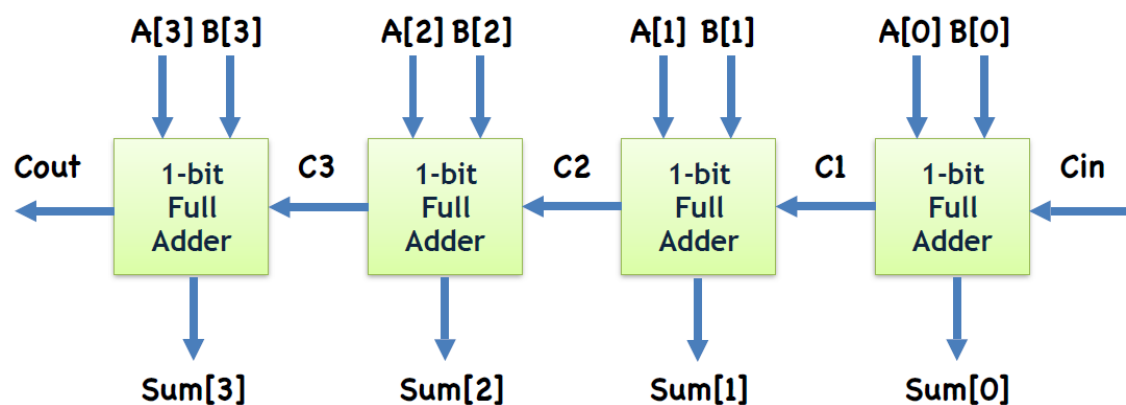 A[3] B[3] A[2] B[2] A[1] B[1] A[0] B[0]
Cout C3 C2 C1 Cin
1-bit 1-bit 1-bit 1-bit
Full Full Full Full
Adder Adder Adder Adder
Sum[3] Sum[2] Sum[1] Sum[0]